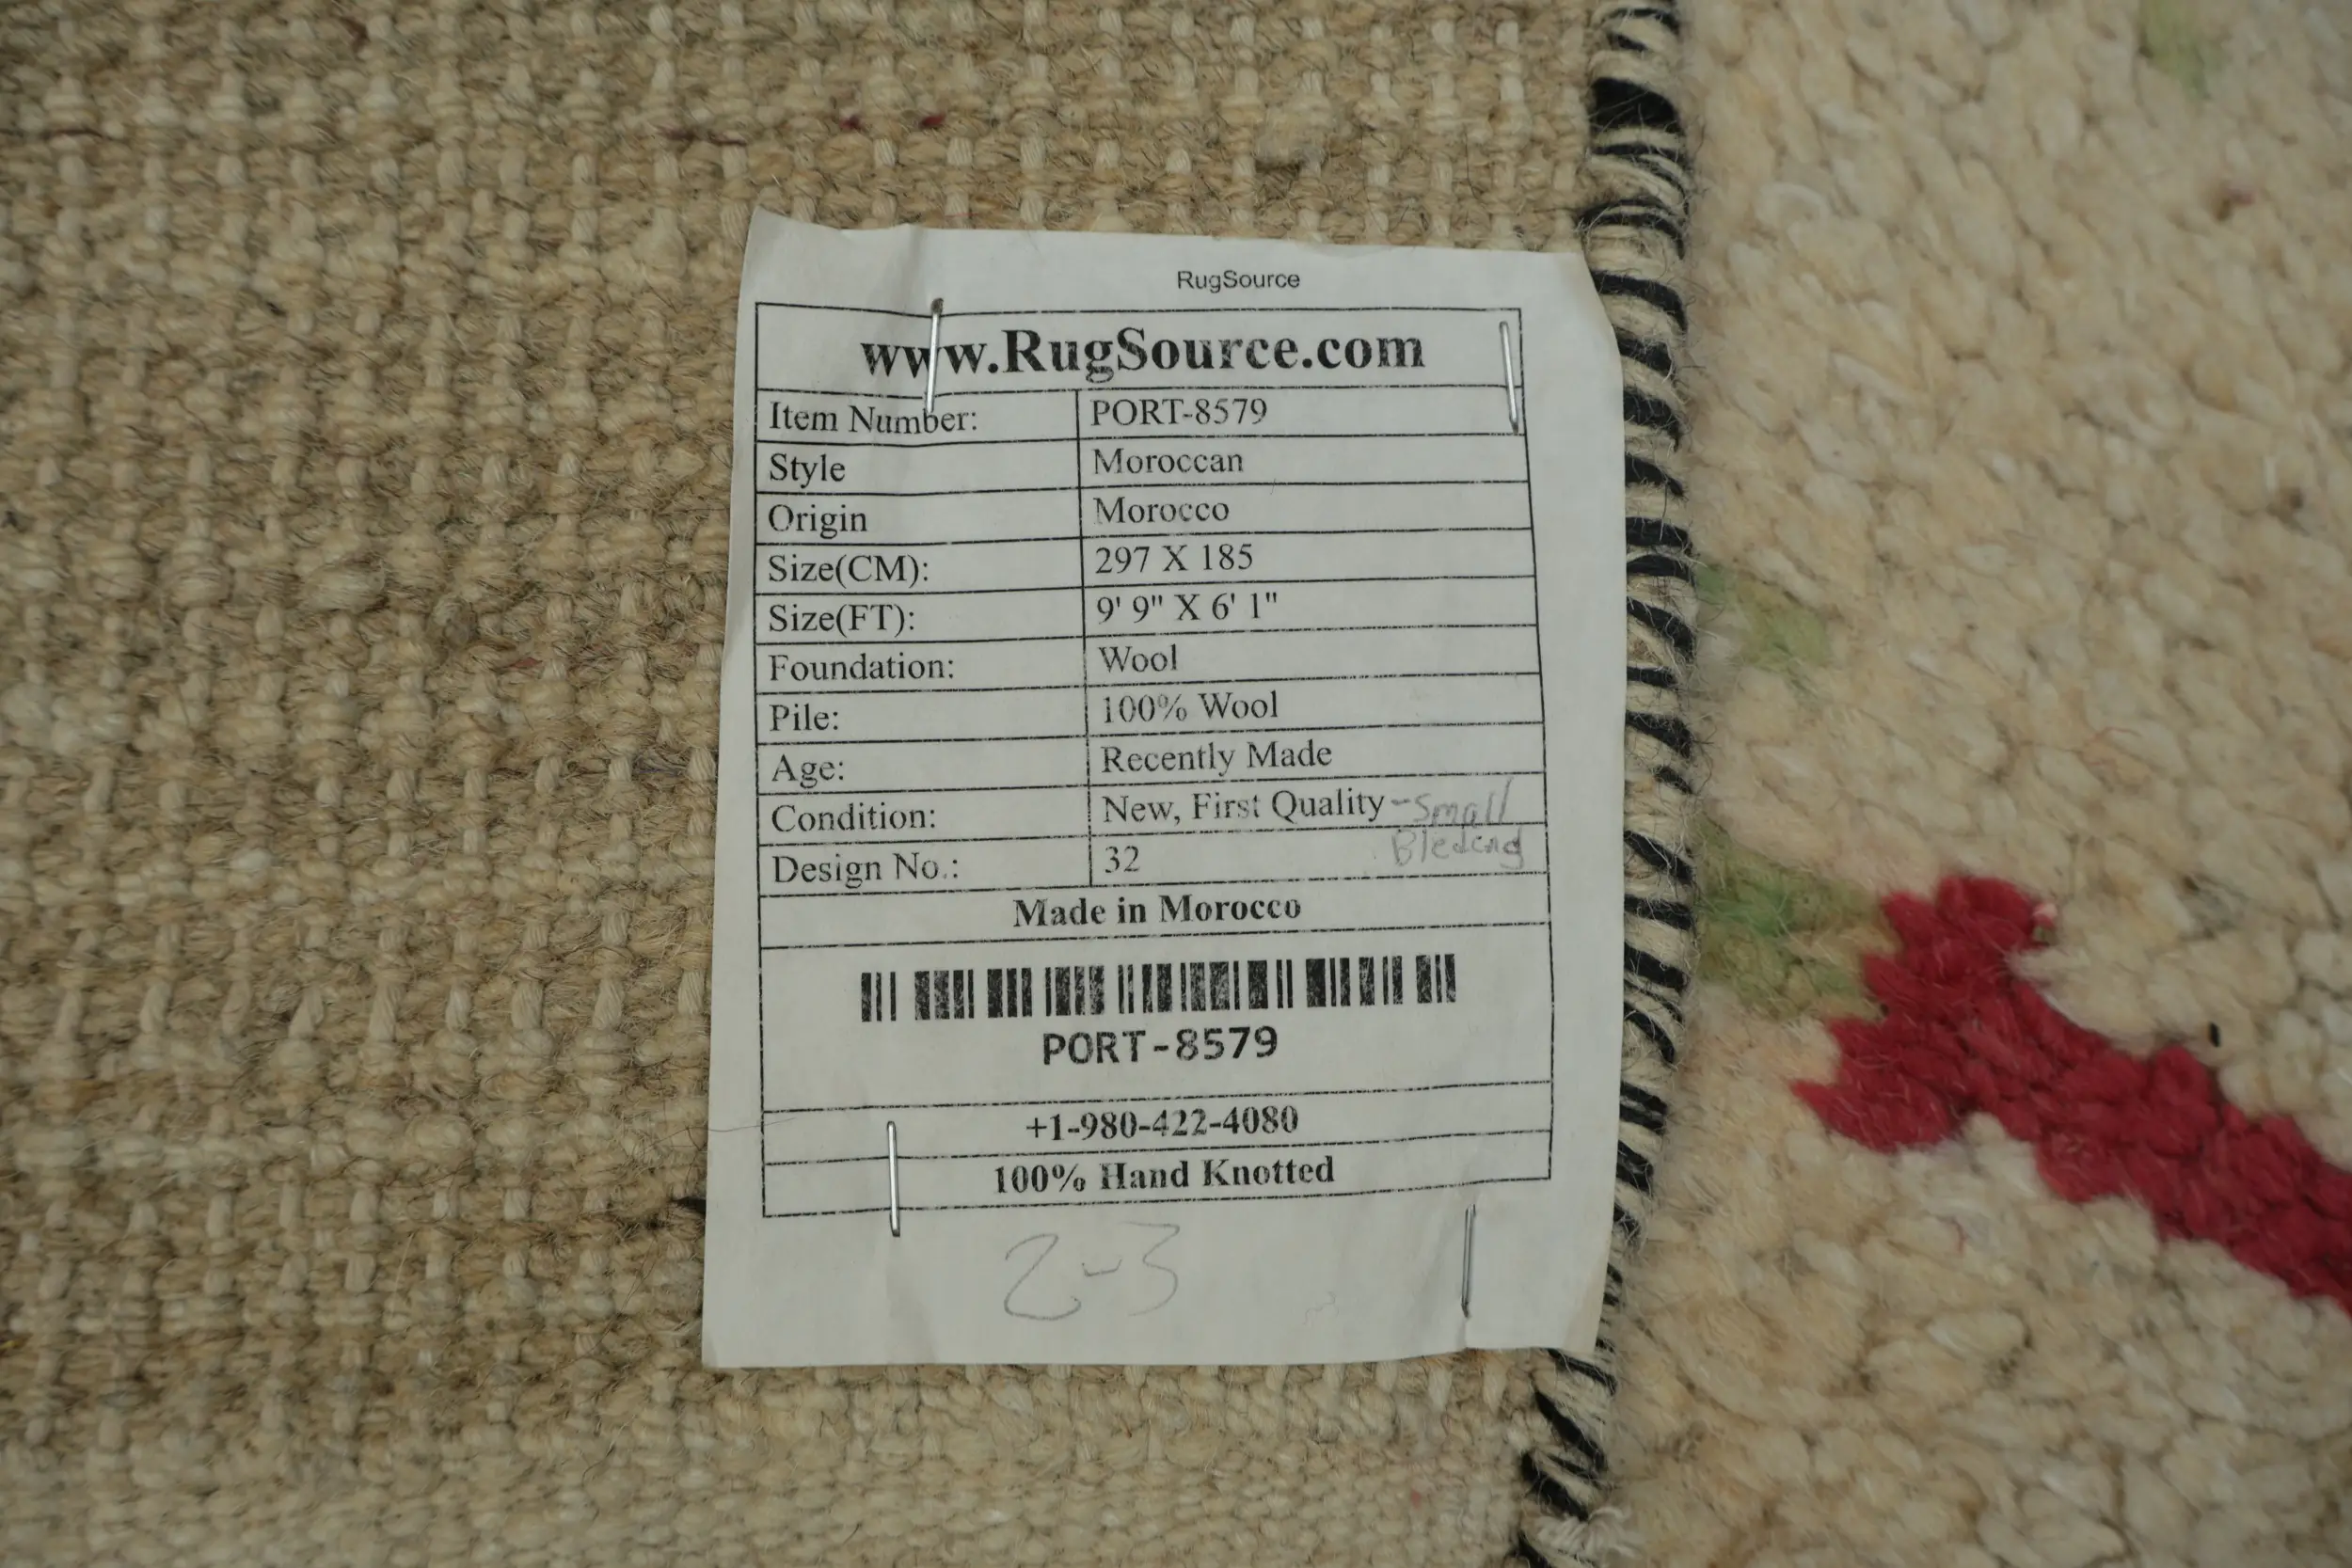 RugSource
www.RugSource.com
Item Number: PORT-8579
Style Moroccan
Origin Morocco
Size(CM): 297 X 185
Size(FT): 9' 9" X 6' 1"
Foundation: Wool
Pile: 100% Wool
Age: Recently Made
Condition: New, First Quality - Small
Bleeding
Design No.: 32
Made in Morocco
PORT-8579
+1-980-422-4080
100% Hand Knotted
2-3